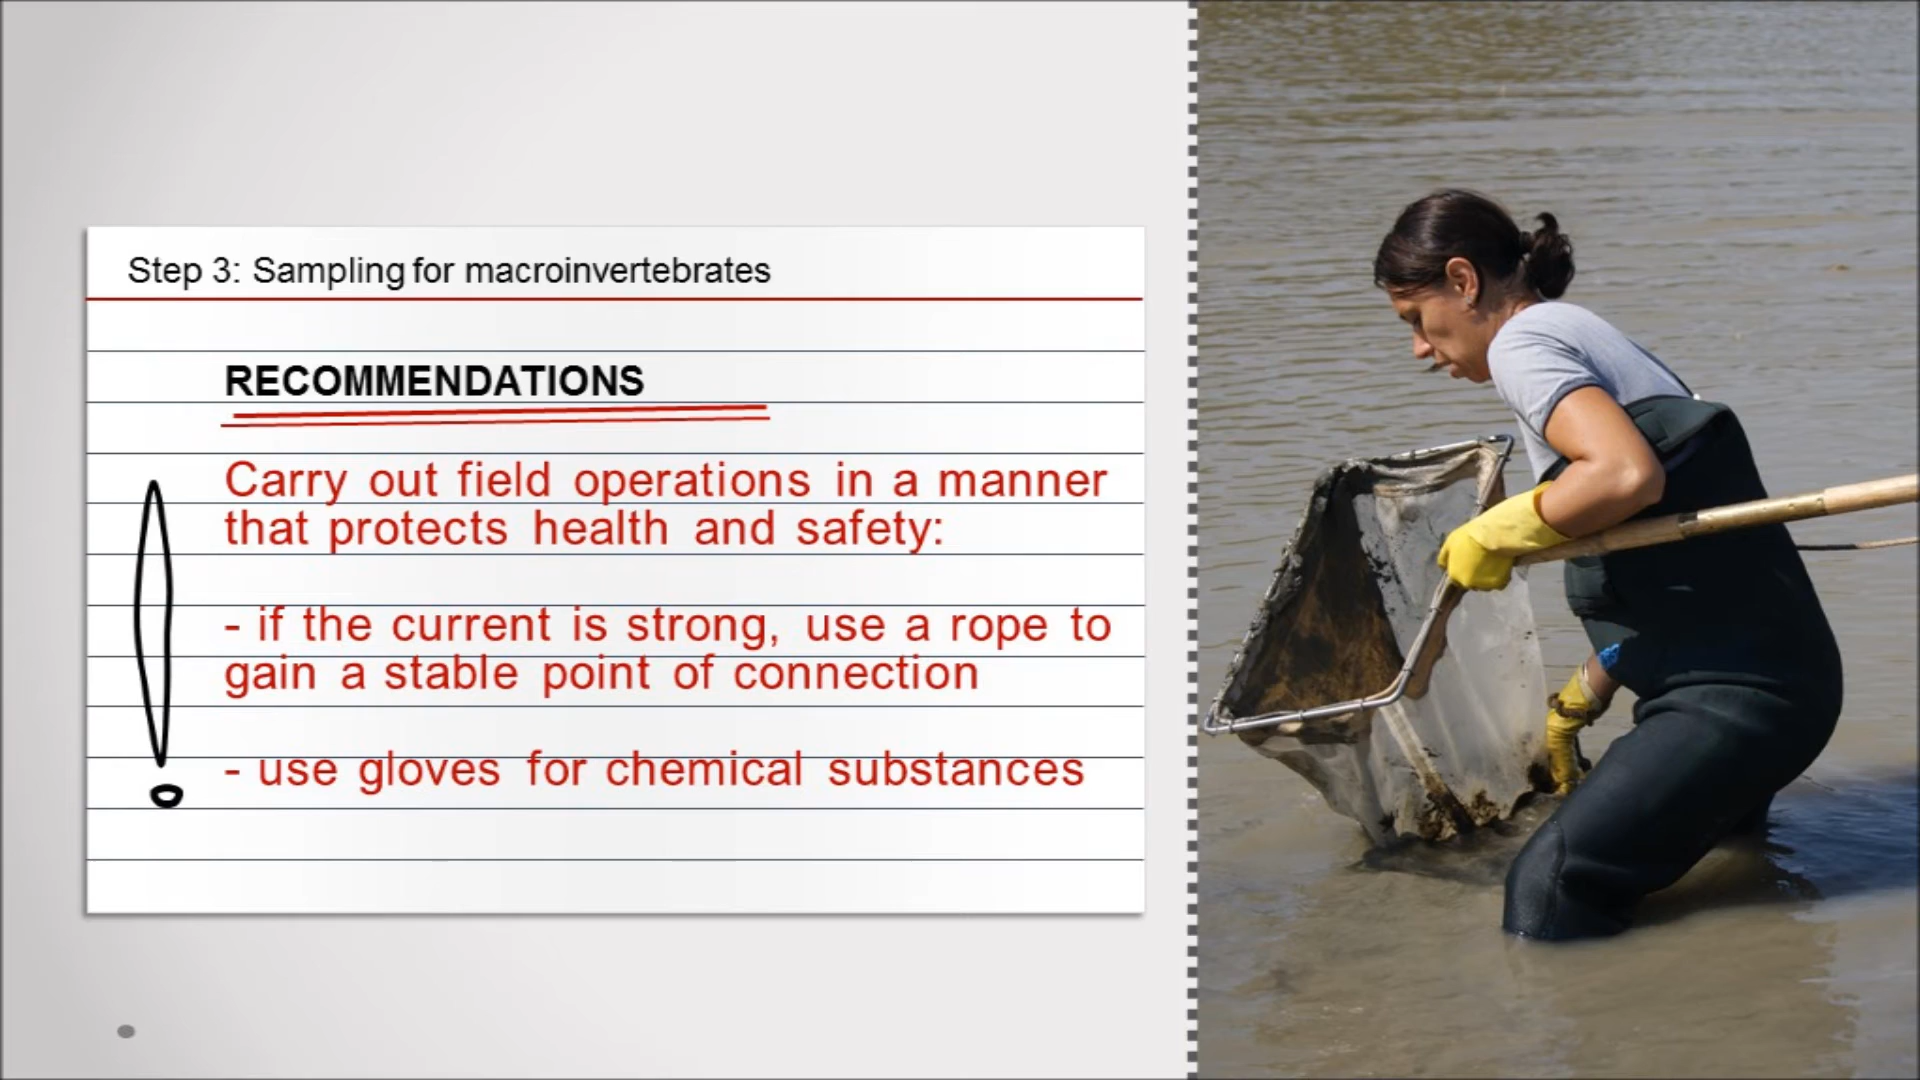 Step 3: Sampling for macroinvertebrates
RECOMMENDATIONS
Carry out field operations in a manner
that protects health and safety:
- if the current is strong, use a rope to
gain a stable point of connection
- use gloves for chemical substances